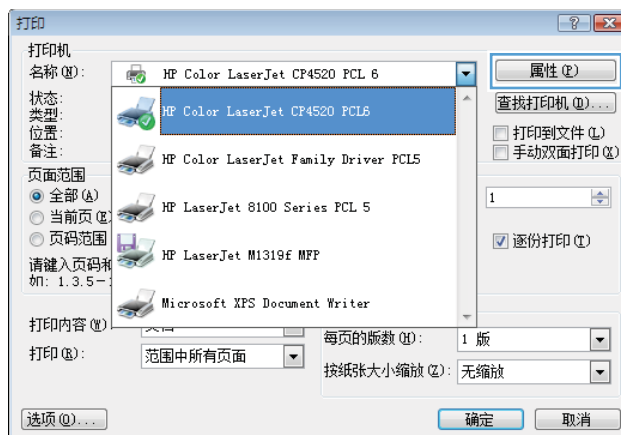 打印
打印机
名称(N): HP Color LaserJet CP4520 PCL 6 属性(P)
状态: HP Color LaserJet CP4520 PCL6 查找打印机(D)...
类型:
位置: 打印到文件(L)
备注: HP Color LaserJet Family Driver PCL5 手动双面打印(X)
页面范围
全部(A) HP LaserJet 8100 Series PCL 5 1
当前页(E)
页码范围 逐份打印(T)
请键入页码和 HP LaserJet M1319f MFP
如: 1.3.5-1
Microsoft XPS Document Writer
打印内容(W): 每页的版数(H): 1 版
打印(R): 范围中所有页面 按纸张大小缩放(Z): 无缩放
选项(O)... 确定 取消